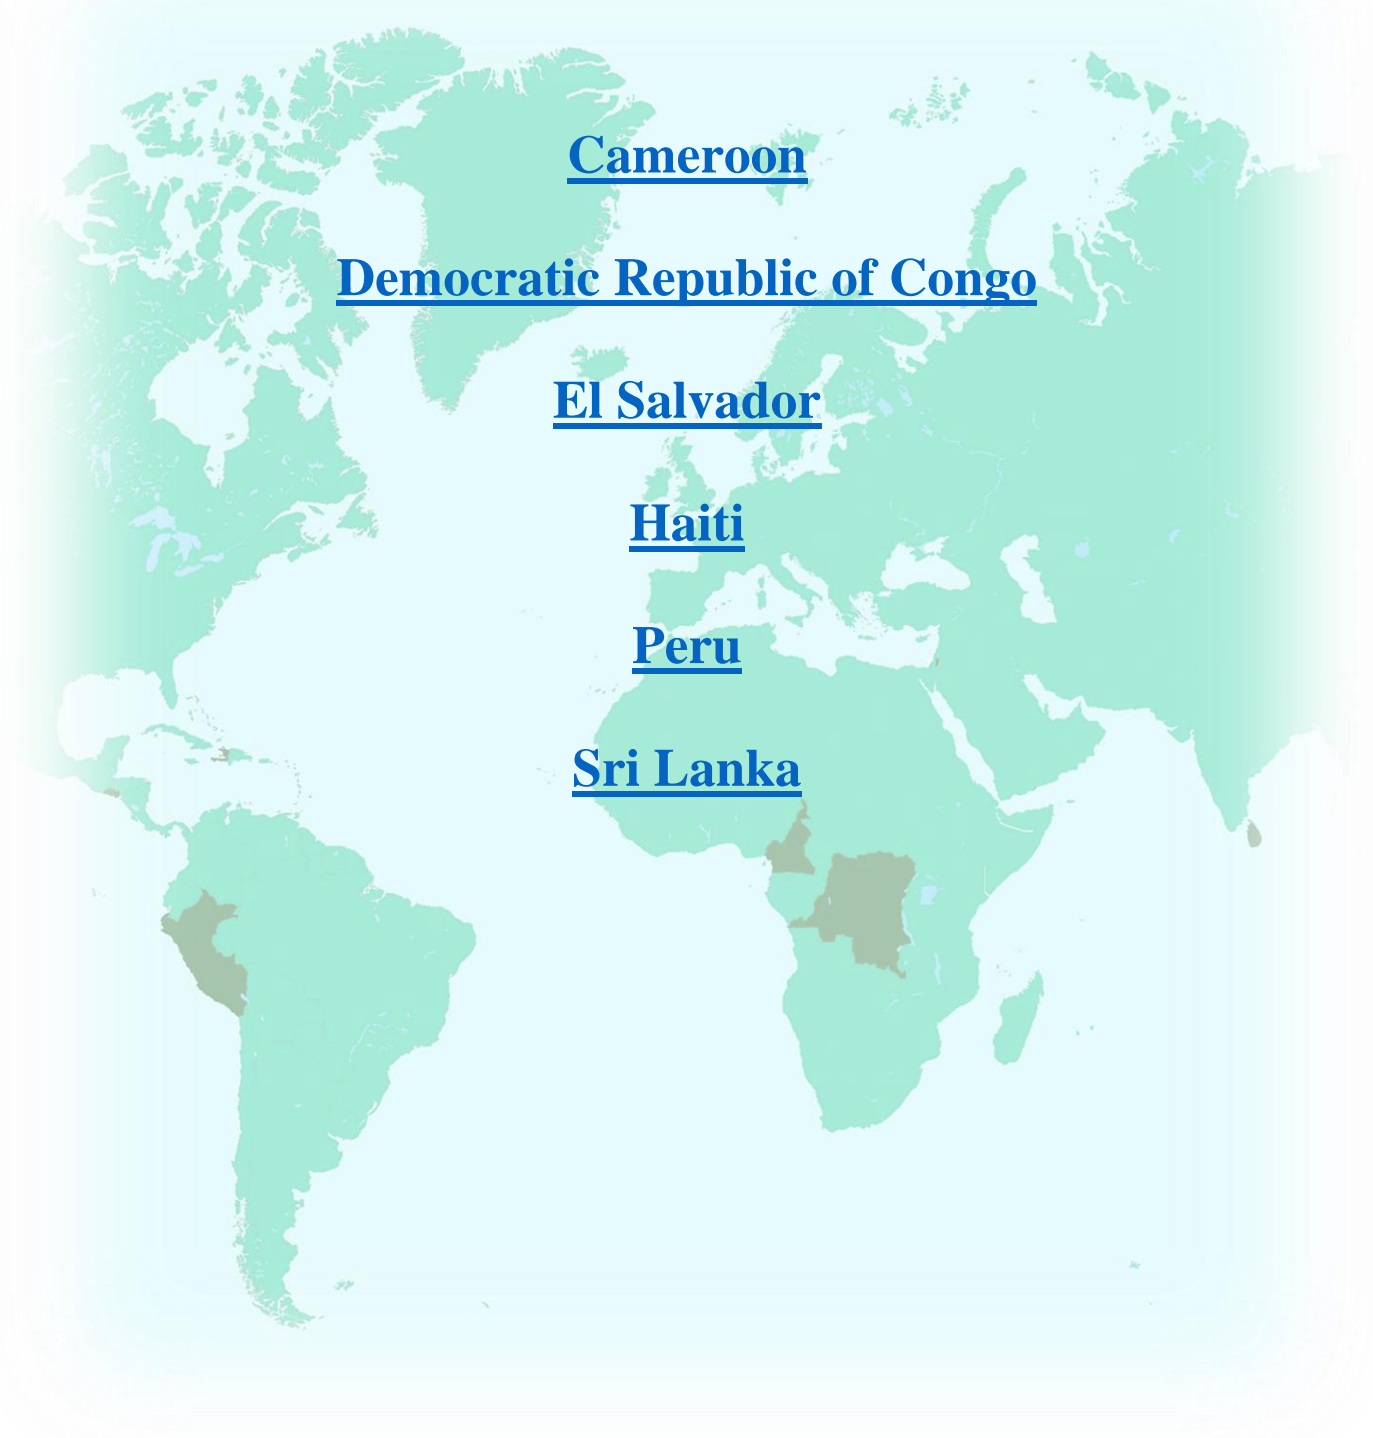 Cameroon
Democratic Republic of Congo
El Salvador
Haiti
Peru
Sri Lanka